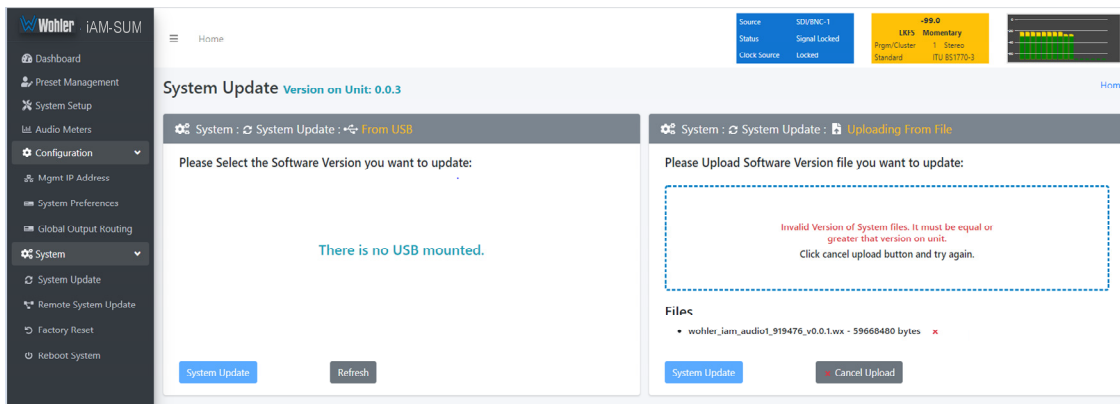 Wohler iAM-SUM
Dashboard
Preset Management
System Setup
Audio Meters
Configuration
Mgmt IP Address
System Preferences
Global Output Routing
System
System Update
Remote System Update
Factory Reset
Reboot System
Home
Source SDI/BNC-1
Status Signal Locked
Clock Source Locked
-99.0
LKFS Momentary
Prgm/Cluster 1 Stereo
Standard ITU BS1770-3
System Update Version on Unit: 0.0.3
Hom
System : System Update : From USB
Please Select the Software Version you want to update:
There is no USB mounted.
System Update
Refresh
System : System Update : Uploading From File
Please Upload Software Version file you want to update:
Invalid Version of System files. It must be equal or
greater that version on unit.
Click cancel upload button and try again.
Files
• wohler_iam_audio1_919476_v0.0.1.wx - 59668480 bytes x
System Update
x Cancel Upload